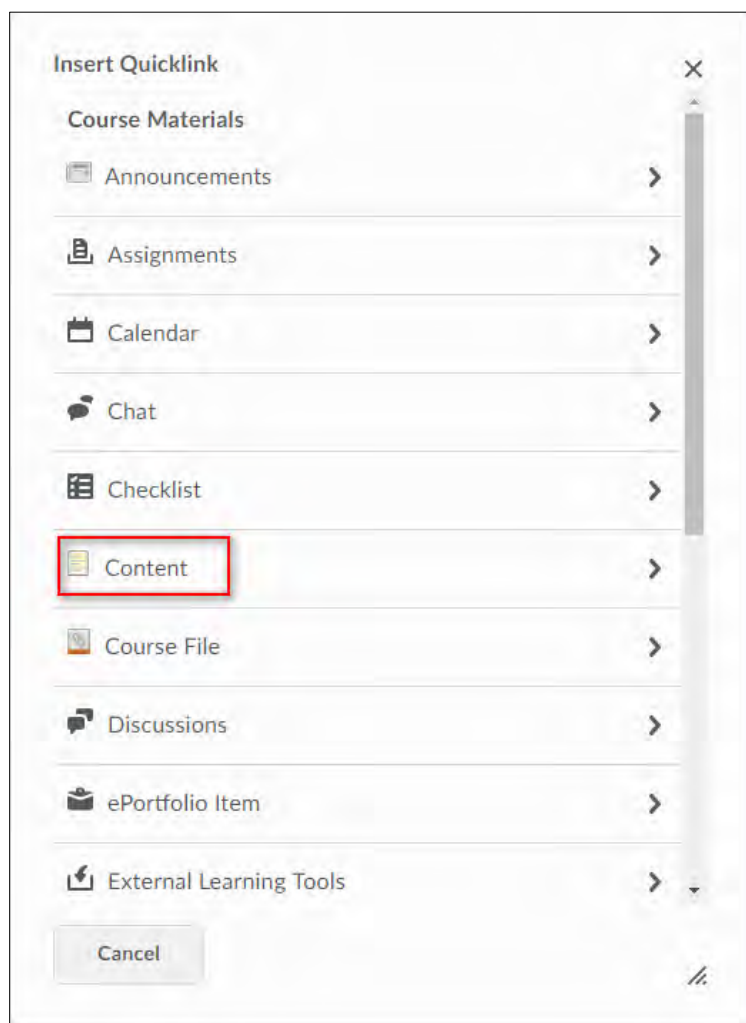 Insert Quicklink
Course Materials
Announcements
Assignments
Calendar
Chat
Checklist
Content
Course File
Discussions
ePortfolio Item
External Learning Tools
Cancel